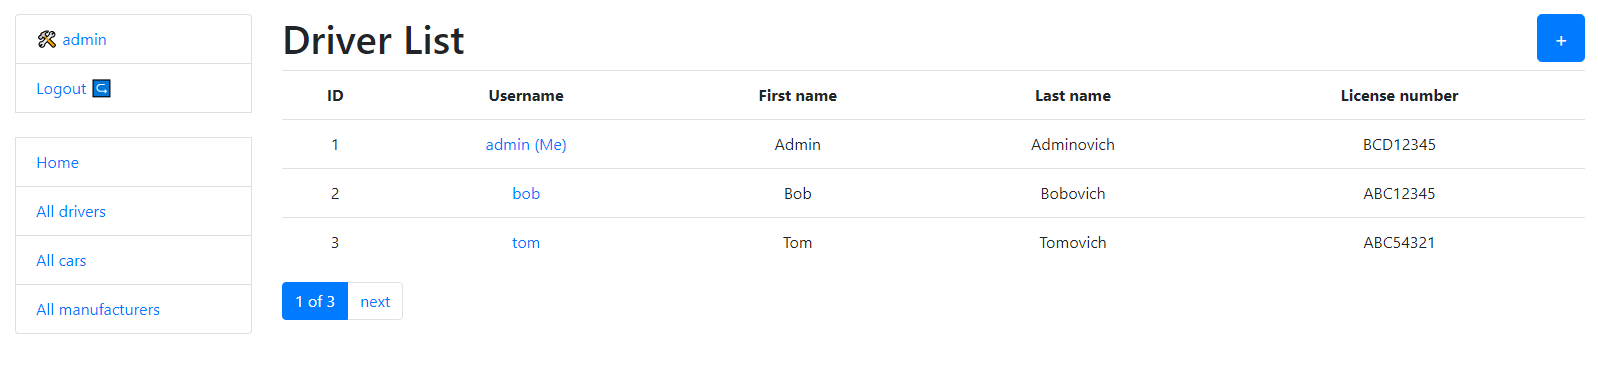 admin
Logout
Home
All drivers
All cars
All manufacturers
Driver List
+
ID Username First name Last name License number
1 admin (Me) Admin Adminovich BCD12345
2 bob Bob Bobovich ABC12345
3 tom Tom Tomovich ABC54321
1 of 3 next